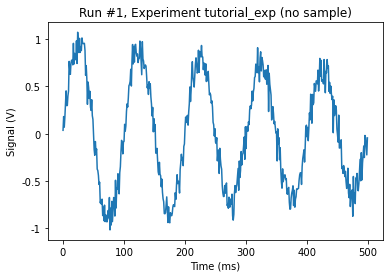 Run #1, Experiment tutorial_exp (no sample)
1
0.5
0
-0.5
-1
Signal (V)
0 100 200 300 400 500
Time (ms)